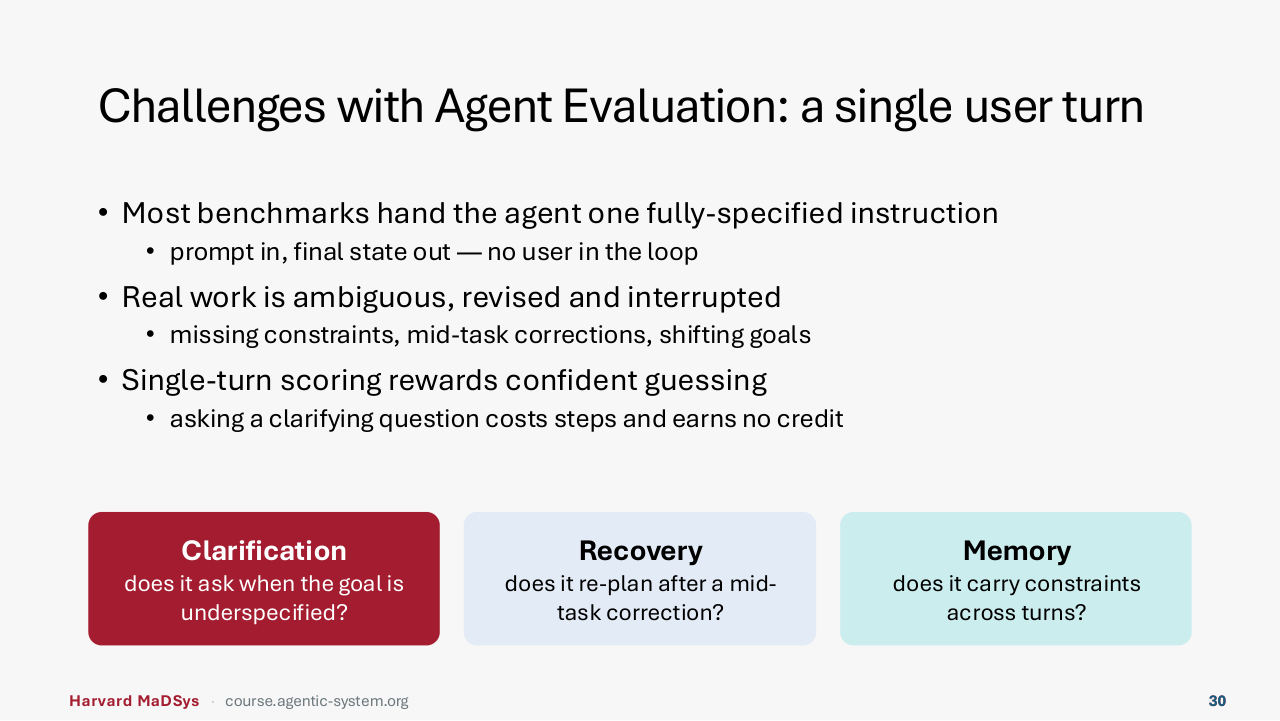 Challenges with Agent Evaluation: a single user turn
• Most benchmarks hand the agent one fully-specified instruction
• prompt in, final state out — no user in the loop
• Real work is ambiguous, revised and interrupted
• missing constraints, mid-task corrections, shifting goals
• Single-turn scoring rewards confident guessing
• asking a clarifying question costs steps and earns no credit
Clarification
does it ask when the goal is
underspecified?
Recovery
does it re-plan after a mid-
task correction?
Memory
does it carry constraints
across turns?
Harvard MaDSys · course.agentic-system.org
30